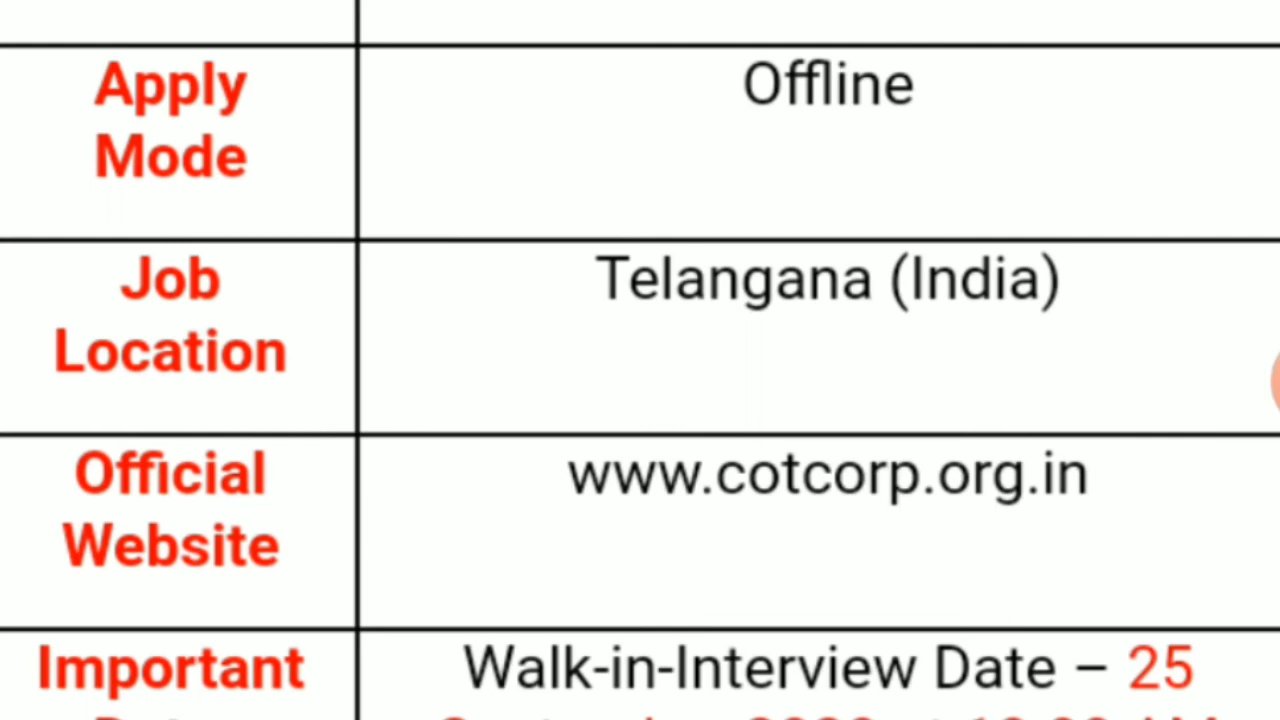 Apply
Mode
Offline
Job
Location
Telangana (India)
Official
Website
www.cotcorp.org.in
Important
Walk-in-Interview Date – 25